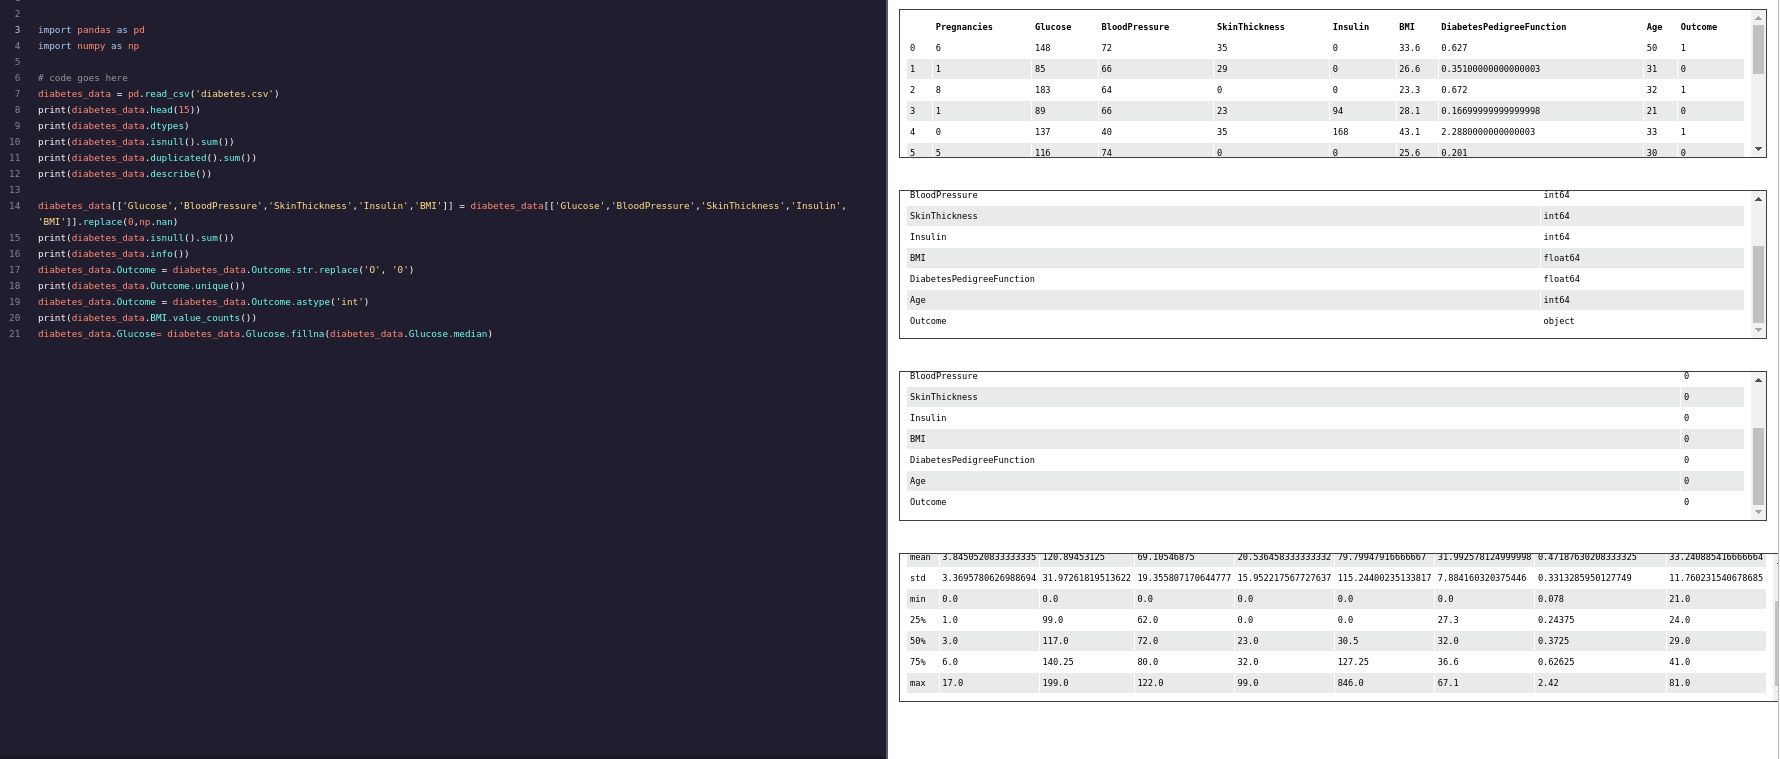 2
3 import pandas as pd
4 import numpy as np
5
6 # code goes here
7 diabetes_data = pd.read_csv('diabetes.csv')
8 print(diabetes_data.head(15))
9 print(diabetes_data.dtypes)
10 print(diabetes_data.isnull().sum())
11 print(diabetes_data.duplicated().sum())
12 print(diabetes_data.describe())
13
14 diabetes_data[['Glucose','BloodPressure','SkinThickness','Insulin','BMI']] = diabetes_data[['Glucose','BloodPressure','SkinThickness','Insulin',
'BMI']].replace(0,np.nan)
15 print(diabetes_data.isnull().sum())
16 print(diabetes_data.info())
17 diabetes_data.Outcome = diabetes_data.Outcome.str.replace('O', '0')
18 print(diabetes_data.Outcome.unique())
19 diabetes_data.Outcome = diabetes_data.Outcome.astype('int')
20 print(diabetes_data.BMI.value_counts())
21 diabetes_data.Glucose= diabetes_data.Glucose.fillna(diabetes_data.Glucose.median)
Pregnancies Glucose BloodPressure SkinThickness Insulin BMI DiabetesPedigreeFunction Age Outcome
0 6 148 72 35 0 33.6 0.627 50 1
1 1 85 66 29 0 26.6 0.35100000000000003 31 0
2 8 183 64 0 0 23.3 0.672 32 1
3 1 89 66 23 94 28.1 0.16699999999999998 21 0
4 0 137 40 35 168 43.1 2.2880000000000003 33 1
5 5 116 74 0 0 25.6 0.201 30 0
BloodPressure int64
SkinThickness int64
Insulin int64
BMI float64
DiabetesPedigreeFunction float64
Age int64
Outcome object
BloodPressure 0
SkinThickness 0
Insulin 0
BMI 0
DiabetesPedigreeFunction 0
Age 0
Outcome 0
mean 3.8450520833333335 120.89453125 69.10546875 20.536458333333332 79.79947916666667 31.992578124999998 0.47187630208333325 33.240885416666664
std 3.3695780626988694 31.97261819513622 19.355807170644777 15.952217567727637 115.24400235133817 7.884160320375446 0.3313285950127749 11.760231540678685
min 0.0 0.0 0.0 0.0 0.0 0.0 0.078 21.0
25% 1.0 99.0 62.0 0.0 0.0 27.3 0.24375 24.0
50% 3.0 117.0 72.0 23.0 30.5 32.0 0.3725 29.0
75% 6.0 140.25 80.0 32.0 127.25 36.6 0.62625 41.0
max 17.0 199.0 122.0 99.0 846.0 67.1 2.42 81.0